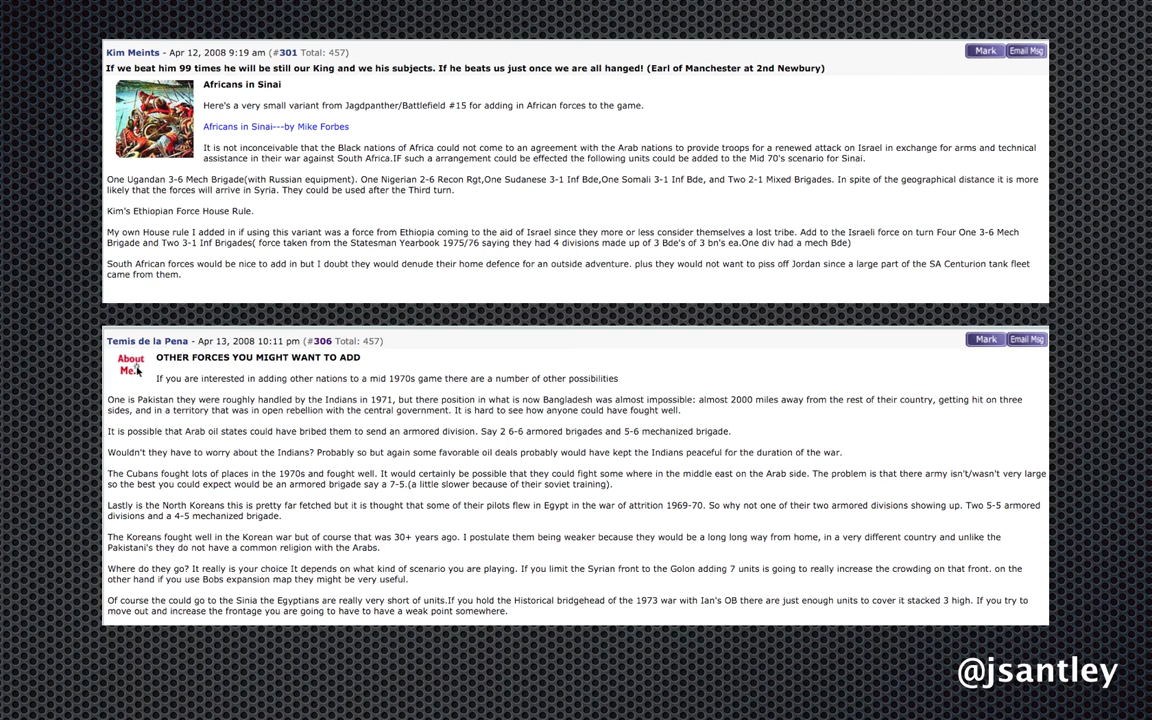 Kim Meints - Apr 12, 2008 9:19 am (#301 Total: 457)
Mark
Email Msg
If we beat him 99 times he will be still our King and we his subjects. If he beats us just once we are all hanged! (Earl of Manchester at 2nd Newbury)
Africans in Sinai
Here's a very small variant from Jagdpanther/Battlefield #15 for adding in African forces to the game.
Africans in Sinai---by Mike Forbes
It is not inconceivable that the Black nations of Africa could not come to an agreement with the Arab nations to provide troops for a renewed attack on Israel in exchange for arms and technical
assistance in their war against South Africa.IF such a arrangement could be effected the following units could be added to the Mid 70's scenario for Sinai.
One Ugandan 3-6 Mech Brigade(with Russian equipment). One Nigerian 2-6 Recon Rgt,One Sudanese 3-1 Inf Bde,One Somali 3-1 Inf Bde, and Two 2-1 Mixed Brigades. In spite of the geographical distance it is more
likely that the forces will arrive in Syria. They could be used after the Third turn.
Kim's Ethiopian Force House Rule.
My own House rule I added in if using this variant was a force from Ethiopia coming to the aid of Israel since they more or less consider themselves a lost tribe. Add to the Israeli force on turn Four One 3-6 Mech
Brigade and Two 3-1 Inf Brigades( force taken from the Statesman Yearbook 1975/76 saying they had 4 divisions made up of 3 Bde's of 3 bn's ea.One div had a mech Bde)
South African forces would be nice to add in but I doubt they would denude their home defence for an outside adventure. plus they would not want to piss off Jordan since a large part of the SA Centurion tank fleet
came from them.
Temis de la Pena - Apr 13, 2008 10:11 pm (#306 Total: 457)
Mark
Email Msg
About
Me.
OTHER FORCES YOU MIGHT WANT TO ADD
If you are interested in adding other nations to a mid 1970s game there are a number of other possibilities
One is Pakistan they were roughly handled by the Indians in 1971, but there position in what is now Bangladesh was almost impossible: almost 2000 miles away from the rest of their country, getting hit on three
sides, and in a territory that was in open rebellion with the central government. It is hard to see how anyone could have fought well.
It is possible that Arab oil states could have bribed them to send an armored division. Say 2 6-6 armored brigades and 5-6 mechanized brigade.
Wouldn't they have to worry about the Indians? Probably so but again some favorable oil deals probably would have kept the Indians peaceful for the duration of the war.
The Cubans fought lots of places in the 1970s and fought well. It would certainly be possible that they could fight some where in the middle east on the Arab side. The problem is that there army isn't/wasn't very large
so the best you could expect would be an armored brigade say a 7-5.(a little slower because of their soviet training).
Lastly is the North Koreans this is pretty far fetched but it is thought that some of their pilots flew in Egypt in the war of attrition 1969-70. So why not one of their two armored divisions showing up. Two 5-5 armored
divisions and a 4-5 mechanized brigade.
The Koreans fought well in the Korean war but of course that was 30+ years ago. I postulate them being weaker because they would be a long long way from home, in a very different country and unlike the
Pakistani's they do not have a common religion with the Arabs.
Where do they go? It really is your choice It depends on what kind of scenario you are playing. If you limit the Syrian front to the Golon adding 7 units is going to really increase the crowding on that front. on the
other hand if you use Bobs expansion map they might be very useful.
Of course the could go to the Sinia the Egyptians are really very short of units.If you hold the Historical bridgehead of the 1973 war with Ian's OB there are just enough units to cover it stacked 3 high. If you try to
move out and increase the frontage you are going to have to have a weak point somewhere.
@jsantley